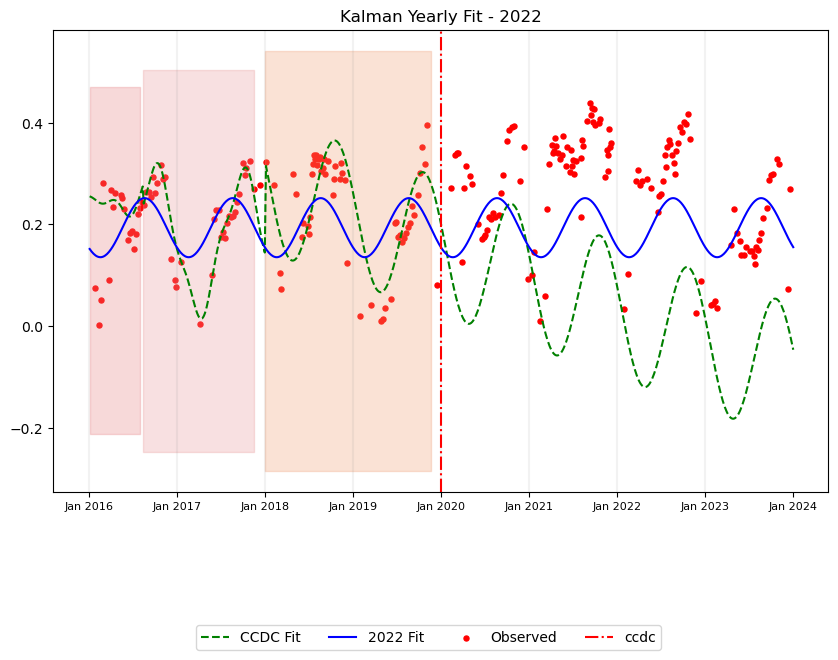 Kalman Yearly Fit - 2022
0.4
0.2
0.0
−0.2
Jan 2016 Jan 2017 Jan 2018 Jan 2019 Jan 2020 Jan 2021 Jan 2022 Jan 2023 Jan 2024
CCDC Fit 2022 Fit Observed ccdc